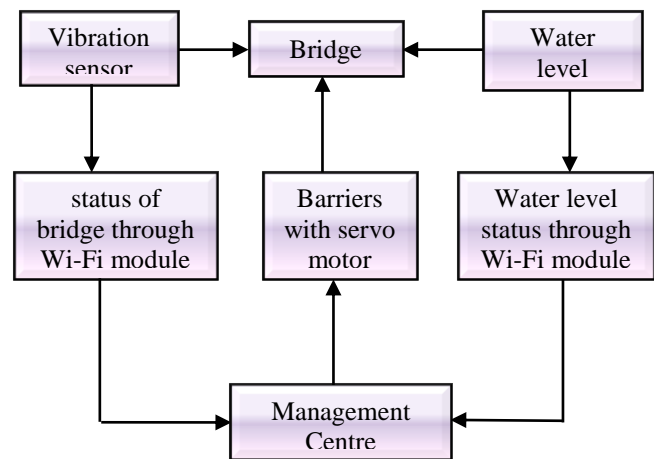 Vibration
sensor
Bridge
Water
level
status of
bridge through
Wi-Fi module
Barriers
with servo
motor
Water level
status through
Wi-Fi module
Management
Centre